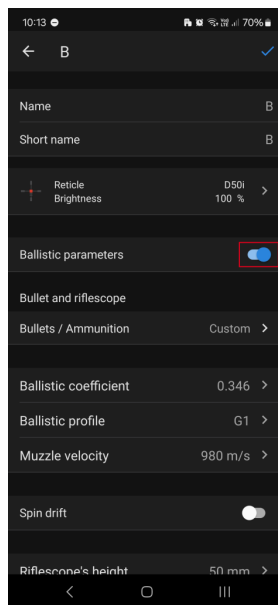 10:13
70%
B
Name B
Short name B
Reticle D50i
Brightness 100 %
Ballistic parameters
Bullet and riflescope
Bullets / Ammunition Custom
Ballistic coefficient 0.346
Ballistic profile G1
Muzzle velocity 980 m/s
Spin drift
Riflescope's height 50 mm